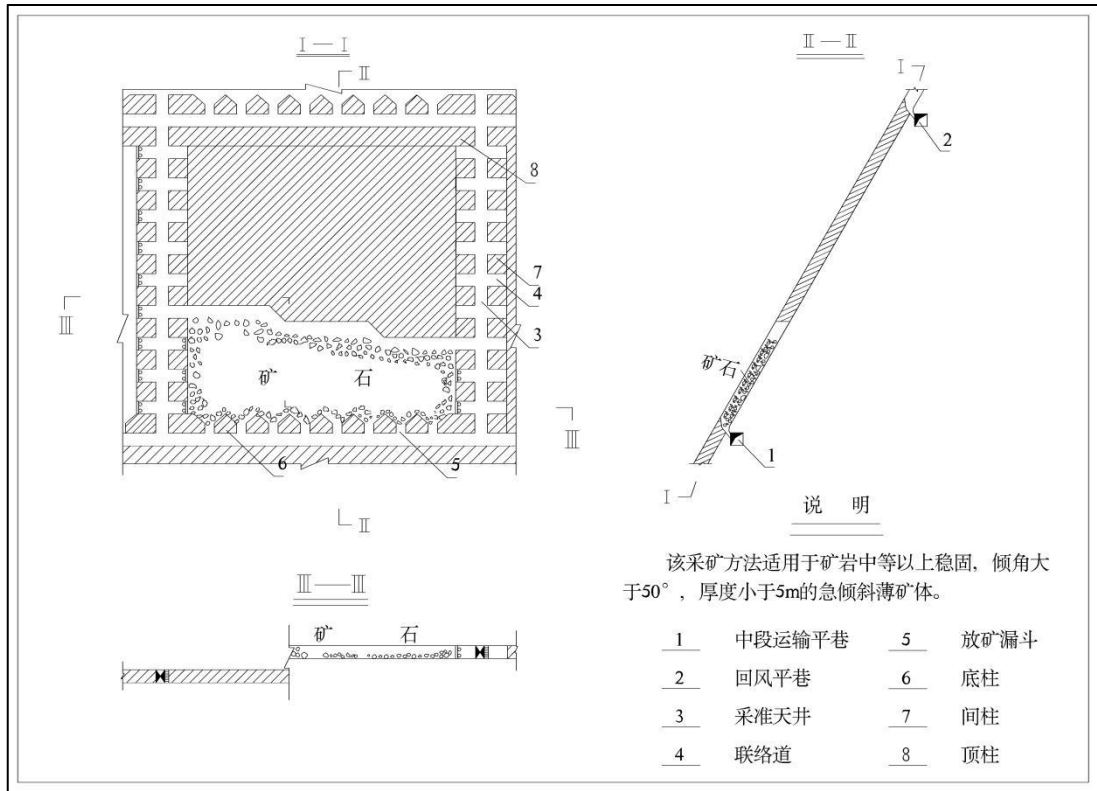 I—I
II
8
7
4
3
III
矿 石
III
6
5
II
III—III
矿 石
II—II
I
2
矿石
1
I
说 明
该采矿方法适用于矿岩中等以上稳固，倾角大
于50°，厚度小于5m的急倾斜薄矿体。
1 中段运输平巷 5 放矿漏斗
2 回风平巷 6 底柱
3 采准天井 7 间柱
4 联络道 8 顶柱